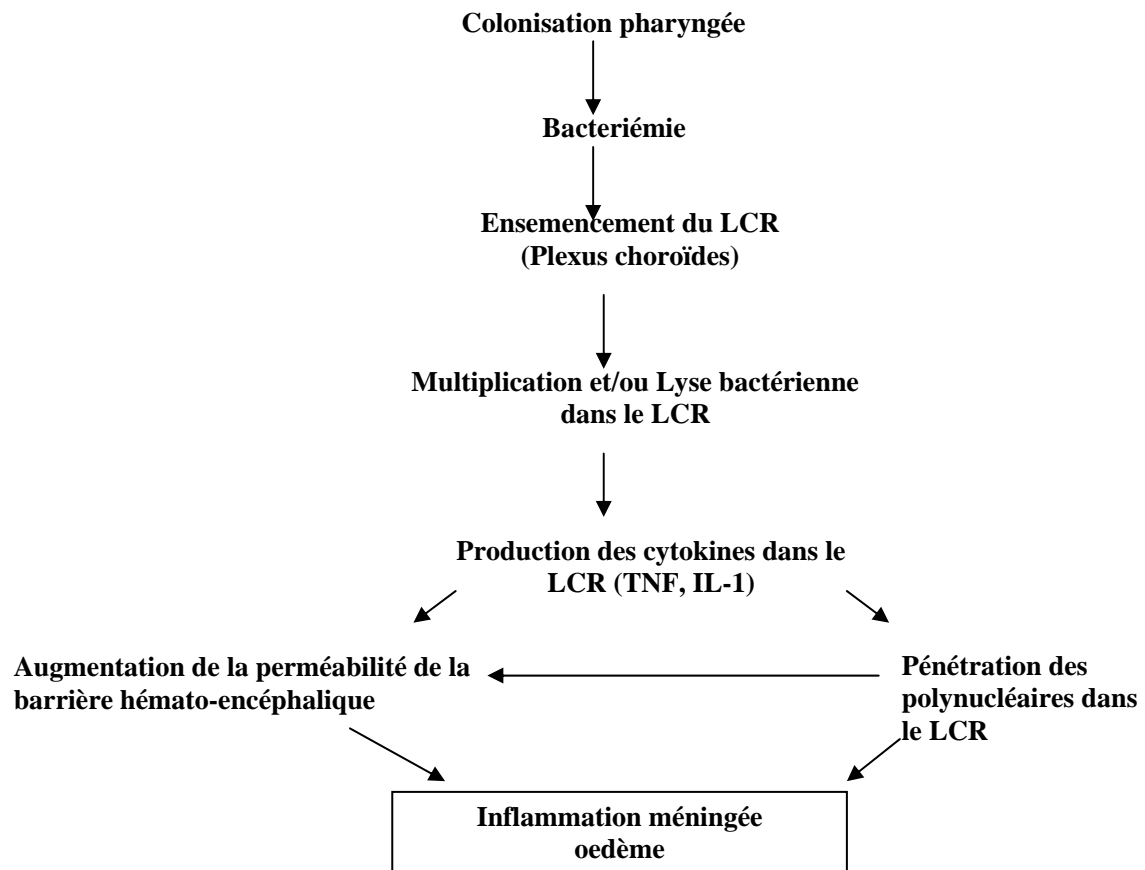 Colonisation pharyngée
Bacteriémie
Ensemencement du LCR
(Plexus choroïdes)
Multiplication et/ou Lyse bactérienne
dans le LCR
Production des cytokines dans le
LCR (TNF, IL-1)
Augmentation de la perméabilité de la
barrière hémato-encéphalique
Pénétration des
polynucléaires dans
le LCR
Inflammation méningée
oedème